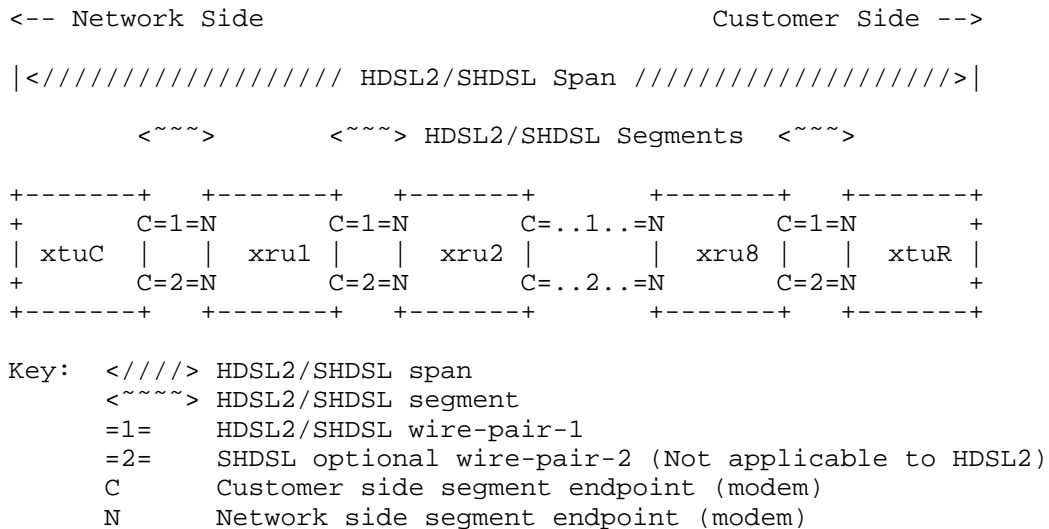 <-- Network Side                            Customer Side -->
|</////////////////// HDSL2/SHDSL Span ////////////////////>|
        <~~~>       <~~~> HDSL2/SHDSL Segments  <~~~>
+-------+   +-------+   +-------+       +-------+   +-------+
+       C=1=N       C=1=N       C=..1..=N       C=1=N       +
| xtuC  |   |  xru1 |   |  xru2 |       |  xru8 |   |  xtuR |
+       C=2=N       C=2=N       C=..2..=N       C=2=N       +
+-------+   +-------+   +-------+       +-------+   +-------+
Key:  <////> HDSL2/SHDSL span
      <~~~~> HDSL2/SHDSL segment
      =1=    HDSL2/SHDSL wire-pair-1
      =2=    SHDSL optional wire-pair-2 (Not applicable to HDSL2)
      C      Customer side segment endpoint (modem)
      N      Network side segment endpoint (modem)